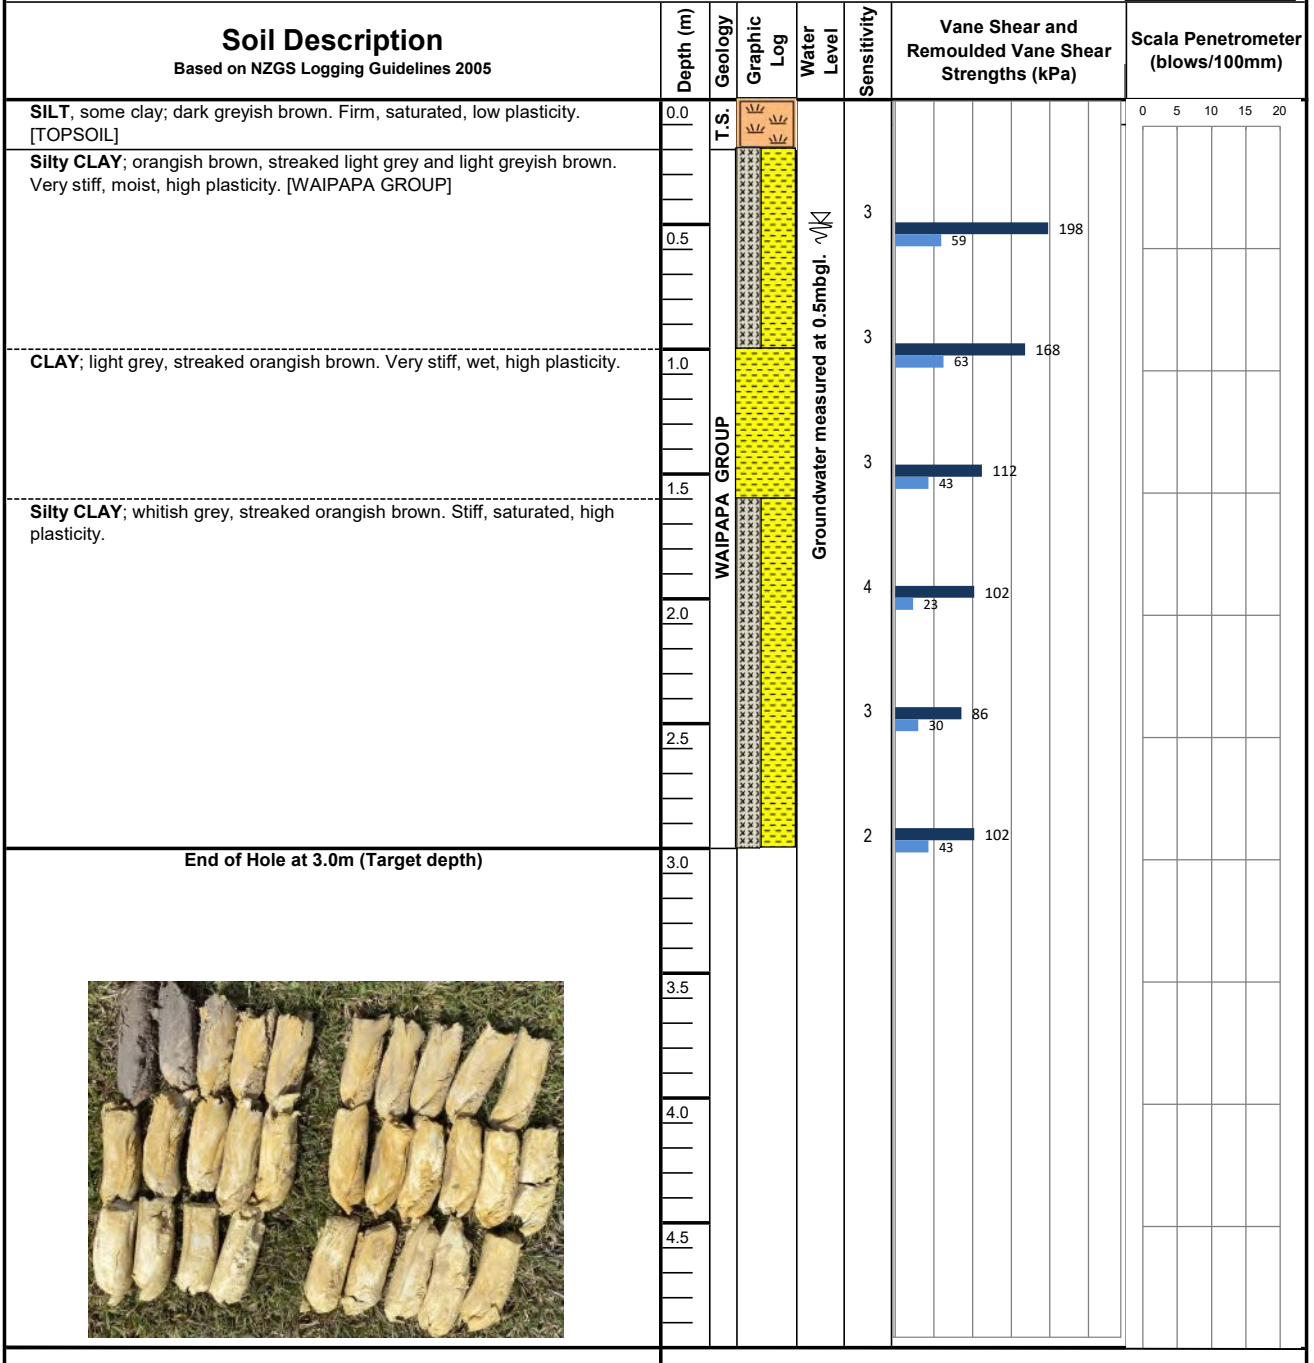 Soil Description
Based on NZGS Logging Guidelines 2005
Depth (m)
Geology
Graphic
Log
Water
Level
Sensitivity
Vane Shear and
Remoulded Vane Shear
Strengths (kPa)
Scala Penetrometer
(blows/100mm)
SILT, some clay; dark greyish brown. Firm, saturated, low plasticity.
[TOPSOIL]
0.0
T.S.
0 5 10 15 20
Silty CLAY; orangish brown, streaked light grey and light greyish brown.
Very stiff, moist, high plasticity. [WAIPAPA GROUP]
3
198
59
0.5
Groundwater measured at 0.5mbgl.
WAIPAPA GROUP
CLAY; light grey, streaked orangish brown. Very stiff, wet, high plasticity.
1.0
3
168
63
3
112
43
1.5
Silty CLAY; whitish grey, streaked orangish brown. Stiff, saturated, high
plasticity.
4
102
23
2.0
3
86
30
2.5
2
102
43
End of Hole at 3.0m (Target depth)
3.0
3.5
4.0
4.5